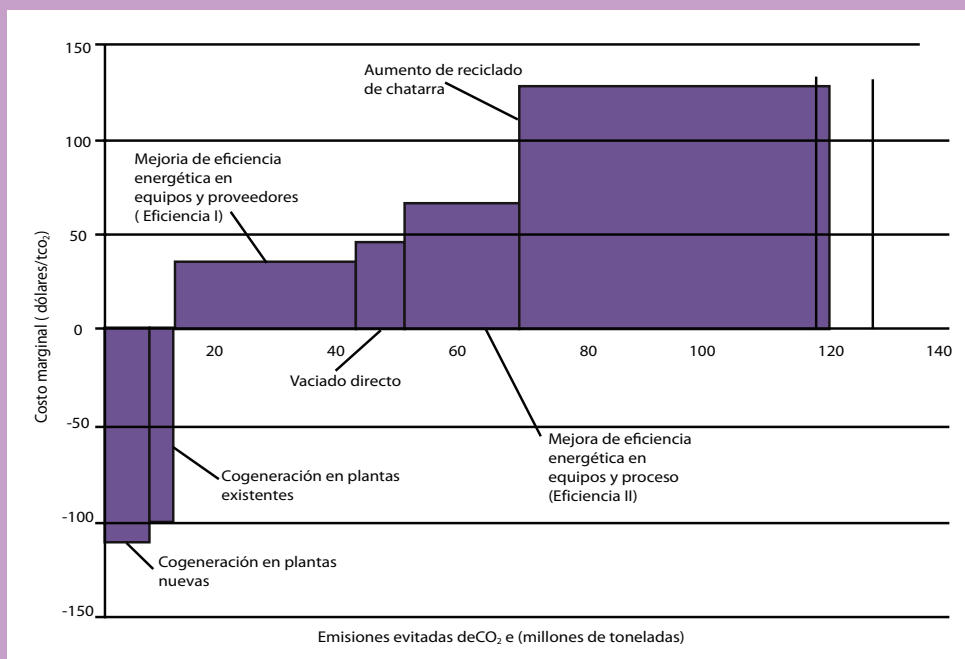 150
100
50
0
-50
-100
-150
Costo marginal ( dólares/tco₂)
Aumento de reciclado
de chatarra
Mejoria de eficiencia
energética en
equipos y proveedores
( Eficiencia I)
20
40
60
80
100
120
140
Vaciado directo
Mejora de eficiencia
energética en
equipos y proceso
(Eficiencia II)
Cogeneración en plantas
existentes
Cogeneración en plantas
nuevas
Emisiones evitadas deCO₂ e (millones de toneladas)